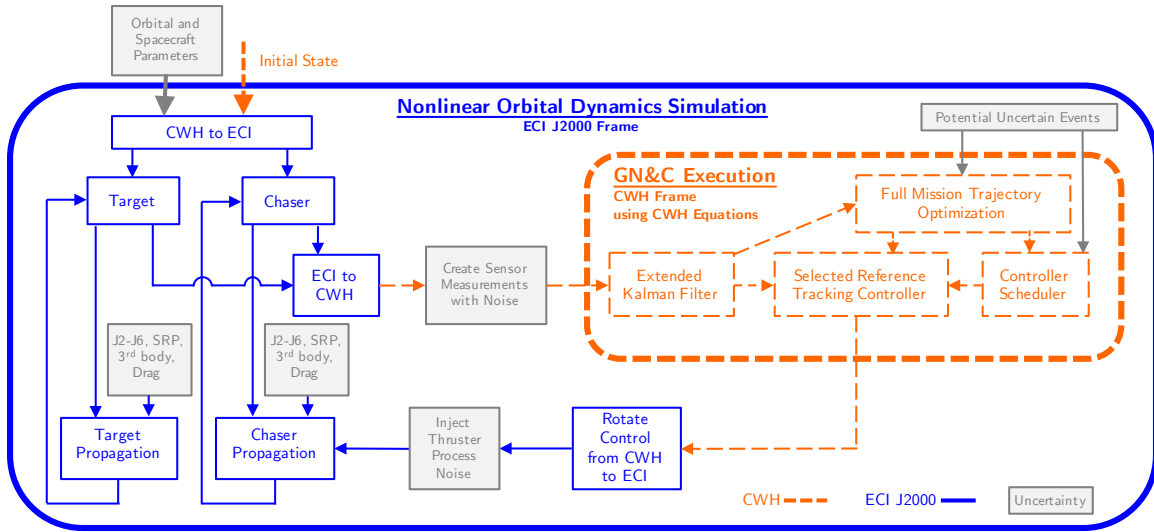 Orbital and
Spacecraft
Parameters
Initial State
Nonlinear Orbital Dynamics Simulation
ECI J2000 Frame
CWH to ECI
Potential Uncertain Events
GN&C Execution
CWH Frame
using CWH Equations
Full Mission Trajectory
Optimization
Target
Chaser
ECI to
CWH
Create Sensor
Measurements
with Noise
Extended
Kalman Filter
Selected Reference
Tracking Controller
Controller
Scheduler
J2-J6, SRP,
3rd body,
Drag
J2-J6, SRP,
3rd body,
Drag
Target
Propagation
Chaser
Propagation
Inject
Thruster
Process
Noise
Rotate
Control
from CWH
to ECI
CWH
ECI J2000
Uncertainty